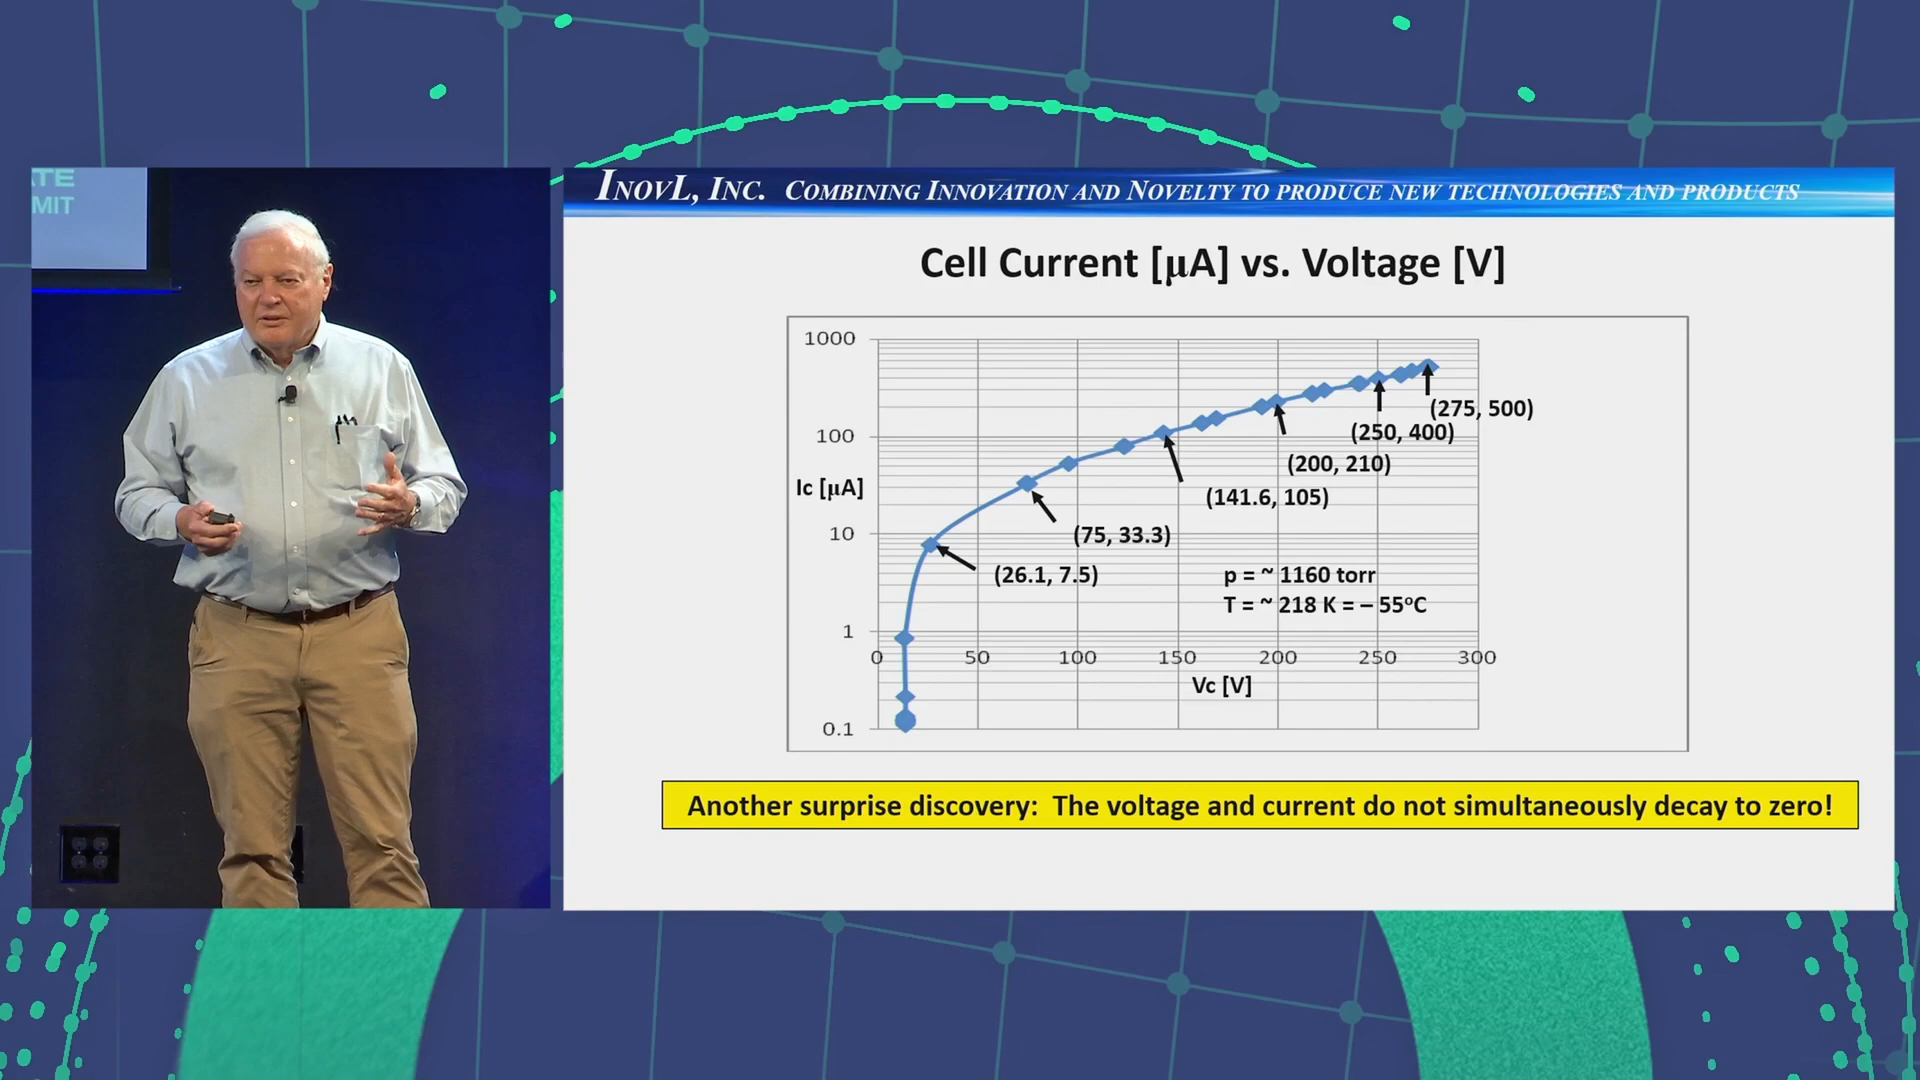 ATE
MIT
INOVL, INC. COMBINING INNOVATION AND NOVELTY TO PRODUCE NEW TECHNOLOGIES AND PRODUCTS
Cell Current [µA] vs. Voltage [V]
1000
100
Ic [µA]
10
1
0.1
0 50 100 150 200 250 300
Vc [V]
(275, 500)
(250, 400)
(200, 210)
(141.6, 105)
(75, 33.3)
(26.1, 7.5)
p = ~ 1160 torr
T = ~ 218 K = – 55°C
Another surprise discovery: The voltage and current do not simultaneously decay to zero!